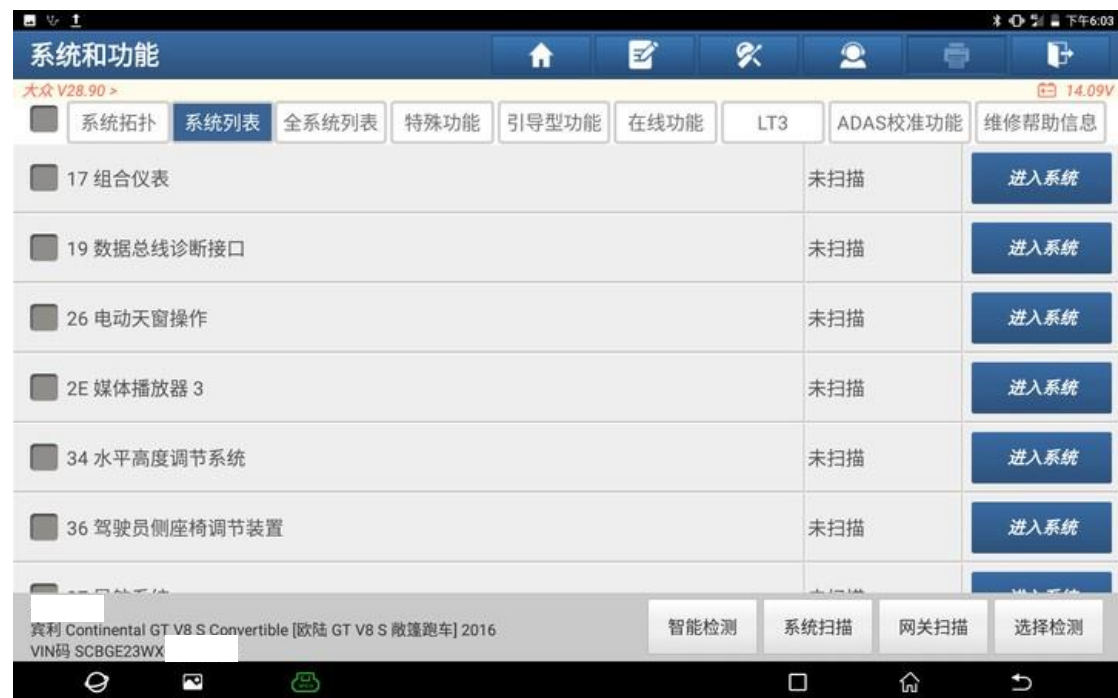 下午6:03
系统和功能
大众 V28.90 >
14.09V
系统拓扑 系统列表 全系统列表 特殊功能 引导型功能 在线功能 LT3 ADAS校准功能 维修帮助信息
17 组合仪表 未扫描 进入系统
19 数据总线诊断接口 未扫描 进入系统
26 电动天窗操作 未扫描 进入系统
2E 媒体播放器 3 未扫描 进入系统
34 水平高度调节系统 未扫描 进入系统
36 驾驶员侧座椅调节装置 未扫描 进入系统
宾利 Continental GT V8 S Convertible [欧陆 GT V8 S 敞篷跑车] 2016
VIN码 SCBGE23WX
智能检测 系统扫描 网关扫描 选择检测